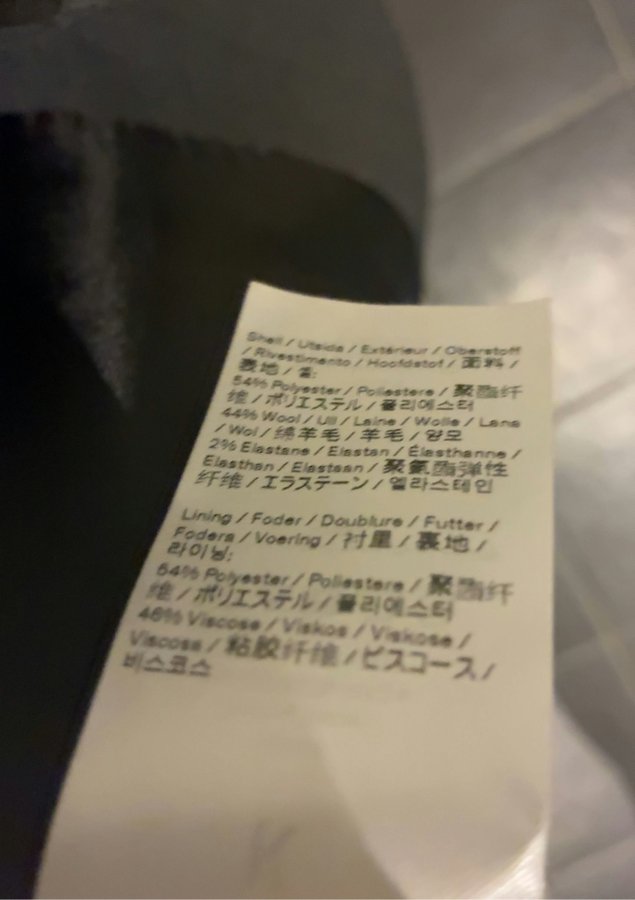 Shell / Utsida / Extérieur / Oberstoff
/ Rivestimento / Hoofdstof / 面料 /
表地 / 쉘:
54% Polyester / Poliestere / 聚酯纤
维 / ポリエステル / 폴리에스터
44% Wool / Ull / Laine / Wolle / Lana
/ Wol / 绵羊毛 / 羊毛 / 양모
2% Elastane / Elastan / Élasthanne /
Elasthan / Elastaan / 聚氨酯弹性
纤维 / エラステーン / 엘라스테인
Lining / Foder / Doublure / Futter /
Fodera / Voering / 衬里 / 裏地 /
라이닝:
54% Polyester / Poliestere / 聚酯纤
维 / ポリエステル / 폴리에스터
46% Viscose / Viskos / Viskose /
Viscosa / 粘胶纤维 / ビスコース /
비스코스